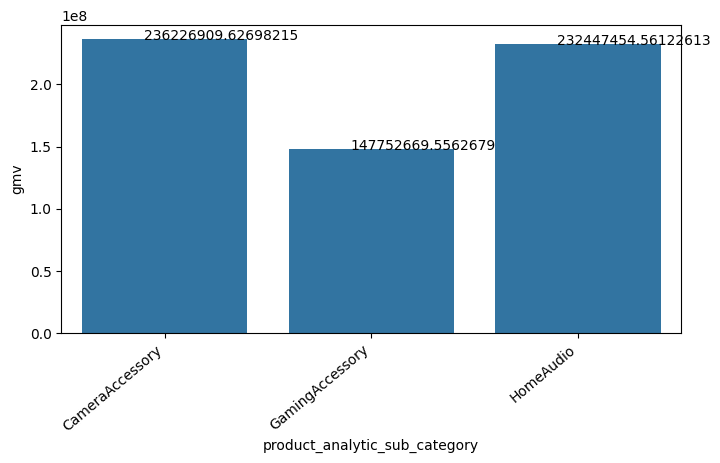 1e8
236226909.62698215
232447454.56122613
147752669.5562679
2.0
1.5
1.0
0.5
0.0
gmv
CameraAccessory
GamingAccessory
HomeAudio
product_analytic_sub_category